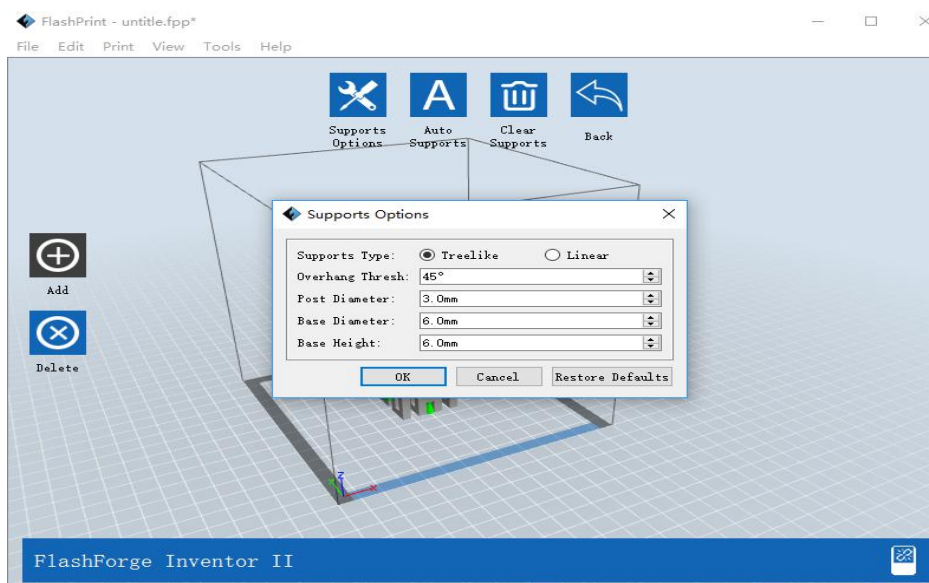 FlashPrint - untitle.fpp*
File Edit Print View Tools Help
Supports Options
Auto Supports
Clear Supports
Back
Add
Delete
Supports Options
Supports Type: Treelike Linear
Overhang Thresh: 45°
Post Diameter: 3.0mm
Base Diameter: 6.0mm
Base Height: 6.0mm
OK Cancel Restore Defaults
Z
X
FlashForge Inventor II